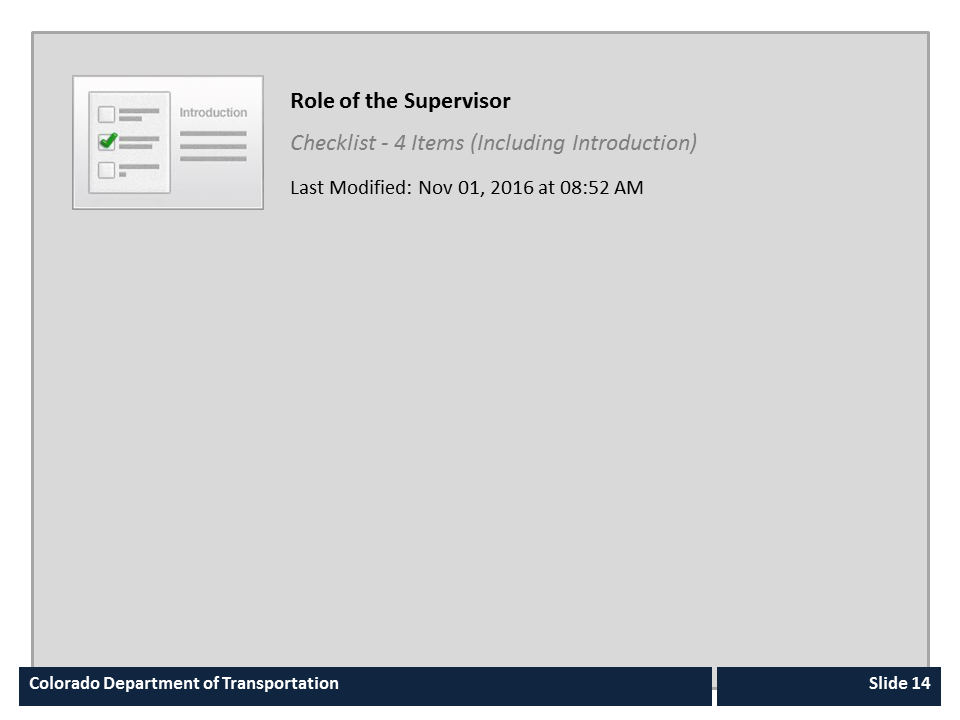 Introduction
Role of the Supervisor
Checklist - 4 Items (Including Introduction)
Last Modified: Nov 01, 2016 at 08:52 AM
Colorado Department of Transportation
Slide 14